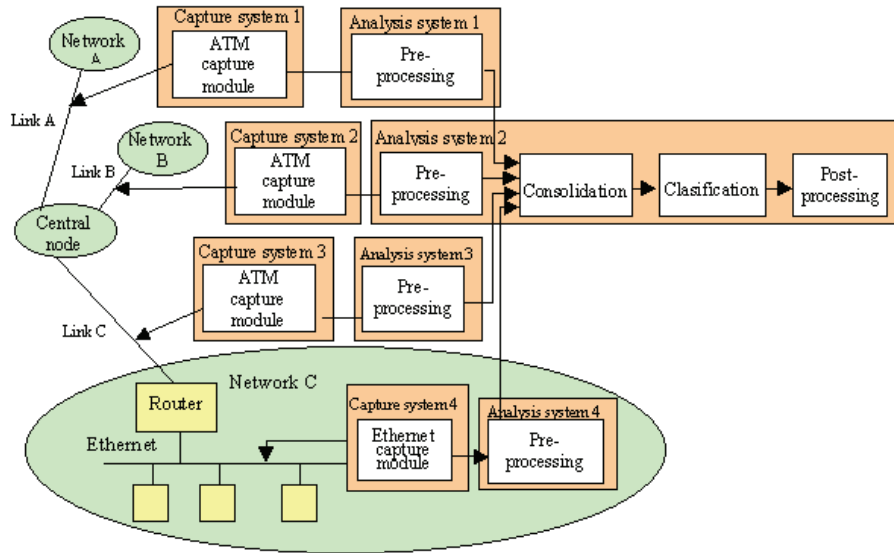 Capture system 1
Analysis system 1
Network
A
ATM
capture
module
Pre-
processing
Link A
Network
B
Capture system 2
Analysis system 2
Link B
ATM
capture
module
Pre-
processing
Consolidation
Clasification
Post-
processing
Central
node
Capture system 3
Analysis system3
ATM
capture
module
Pre-
processing
Link C
Network C
Router
Capture system4
Analysis system4
Ethernet
Ethernet
capture
module
Pre-
processing